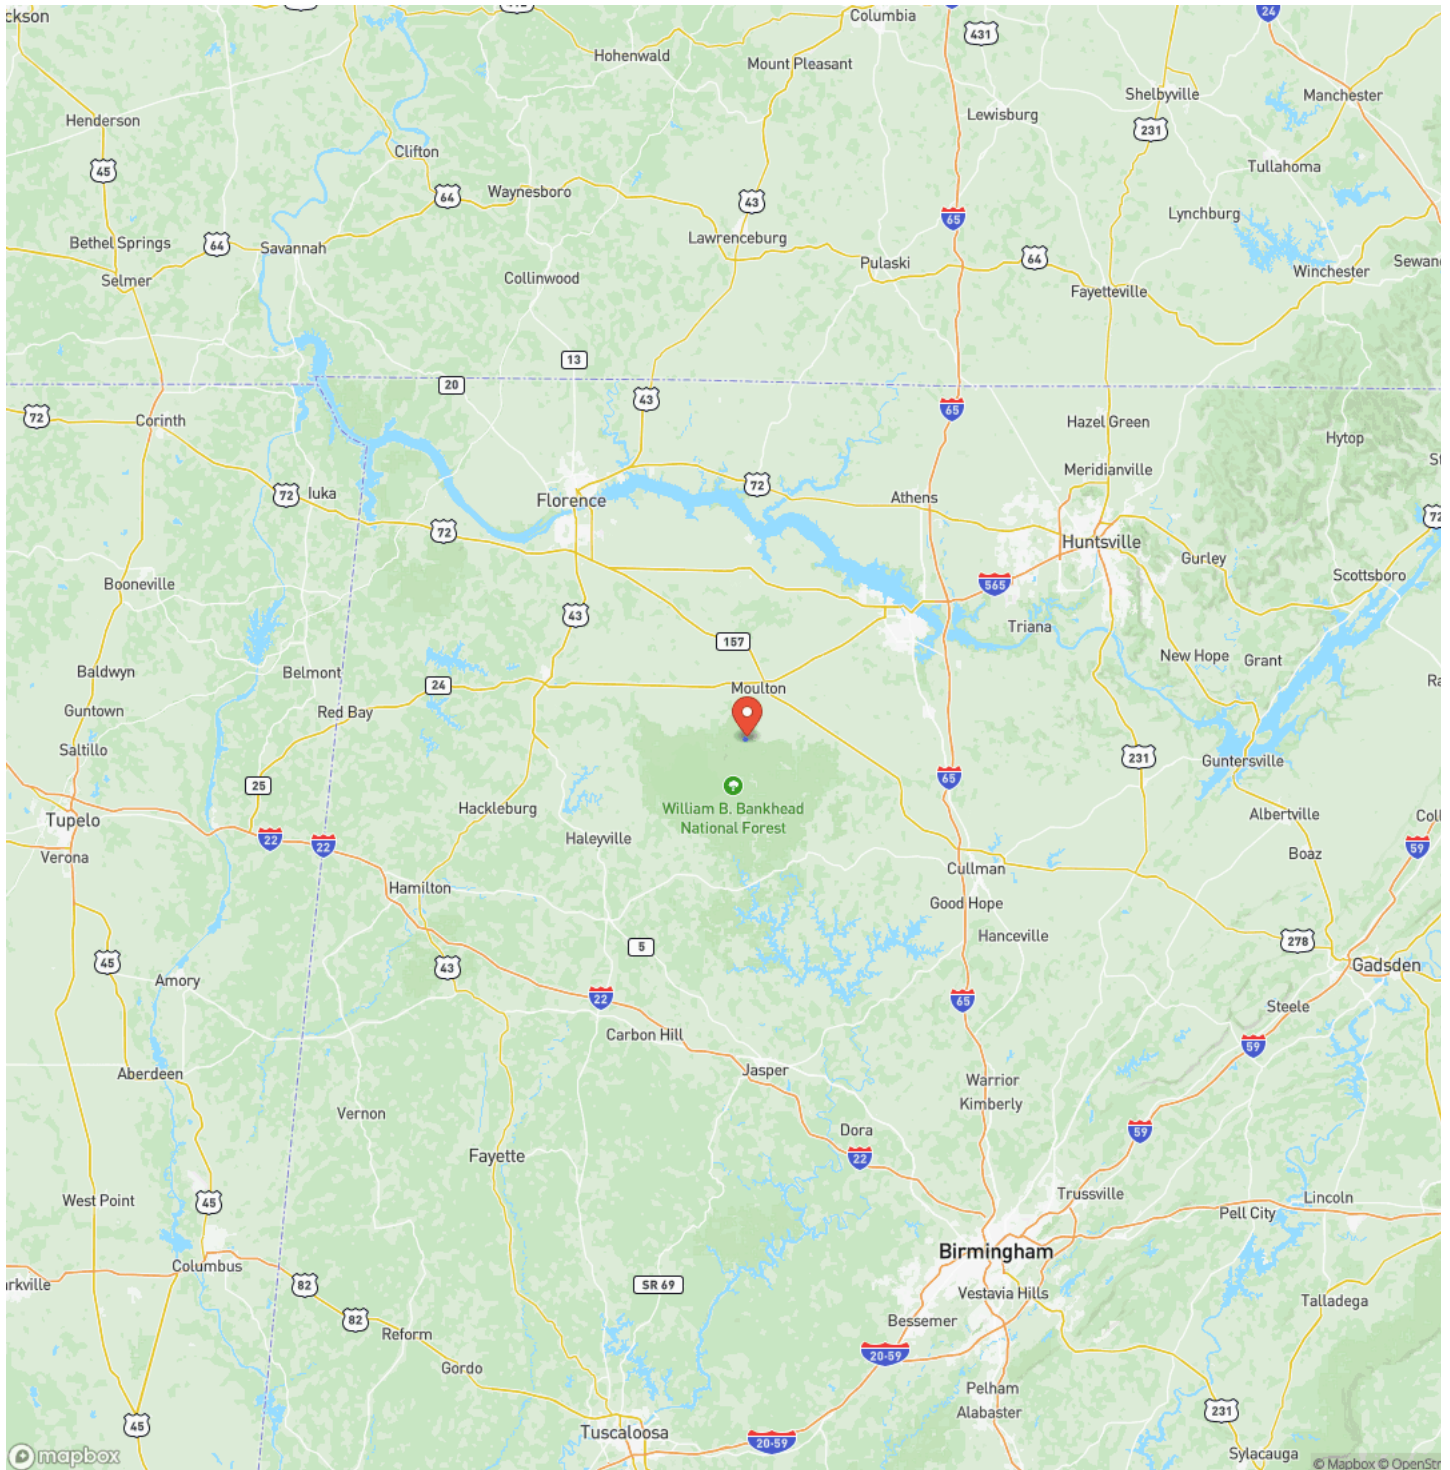 ckson
Columbia
24
431
Hohenwald
Mount Pleasant
Shelbyville
Manchester
Henderson
Lewisburg
231
45
Clifton
Tullahoma
64
Waynesboro
43
Lynchburg
65
Bethel Springs
64
Savannah
Lawrenceburg
64
Selmer
Collinwood
Pulaski
Winchester
Sewan
Fayetteville
13
20
43
65
72
Corinth
Hazel Green
Hytop
Meridianville
St
72
Iuka
72
Athens
Florence
72
72
Huntsville
Gurley
565
Scottsboro
Booneville
43
Triana
157
New Hope
Grant
Baldwyn
Belmont
24
Moulton
Ra
Guntown
Red Bay
Saltillo
231
Guntersville
65
25
William B. Bankhead
National Forest
Hackleburg
Albertville
Coll
Tupelo
22
22
Haleyville
59
Verona
Boaz
Cullman
Hamilton
Good Hope
Hanceville
278
5
45
43
Gadsden
Amory
22
65
Steele
Carbon Hill
59
Jasper
Aberdeen
Warrior
Kimberly
Vernon
Dora
59
Fayette
22
West Point
45
Trussville
Lincoln
Pell City
Birmingham
Columbus
arkville
82
SR 69
Vestavia Hills
Talladega
82
Bessemer
Reform
20-59
Gordo
Pelham
Alabaster
231
45
Tuscaloosa
20-59
Sylacauga
mapbox
© Mapbox © OpenStr